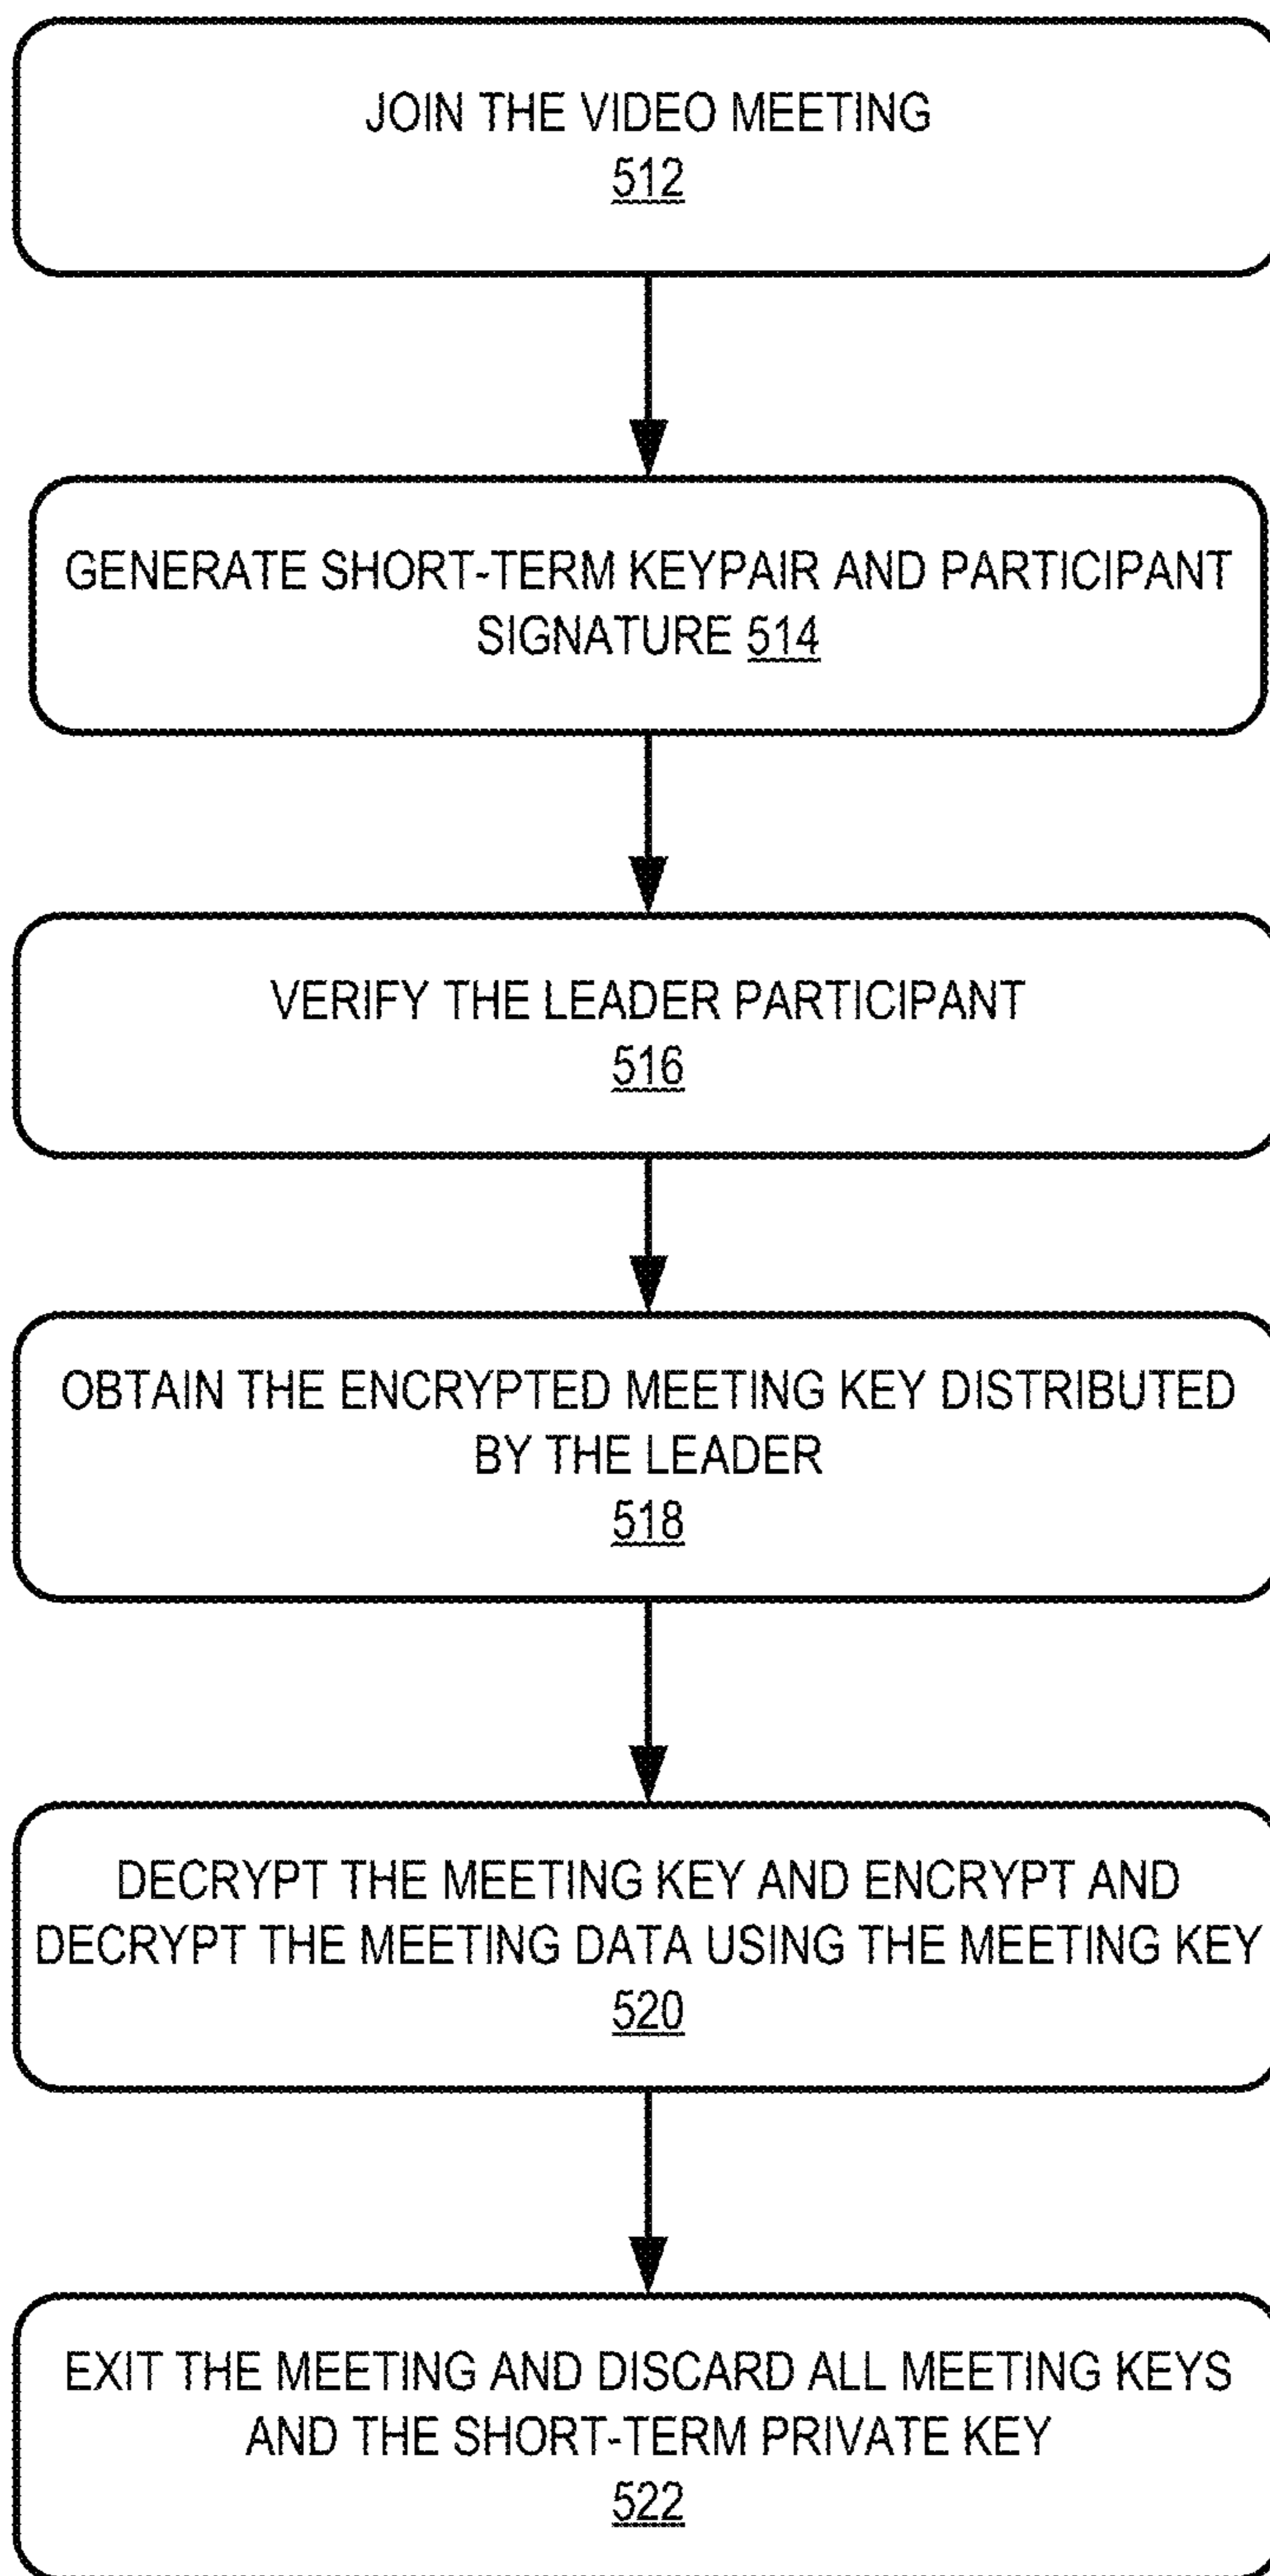 JOIN THE VIDEO MEETING
512
GENERATE SHORT-TERM KEYPAIR AND PARTICIPANT
SIGNATURE 514
VERIFY THE LEADER PARTICIPANT
516
OBTAIN THE ENCRYPTED MEETING KEY DISTRIBUTED
BY THE LEADER
518
DECRYPT THE MEETING KEY AND ENCRYPT AND
DECRYPT THE MEETING DATA USING THE MEETING KEY
520
EXIT THE MEETING AND DISCARD ALL MEETING KEYS
AND THE SHORT-TERM PRIVATE KEY
522